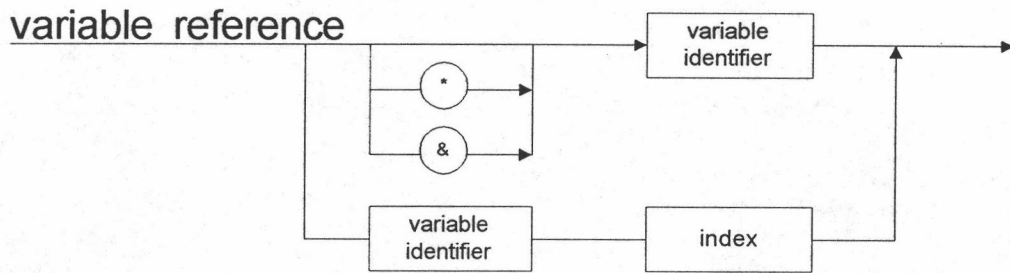 variable reference
variable
identifier
*
&
variable
identifier
index